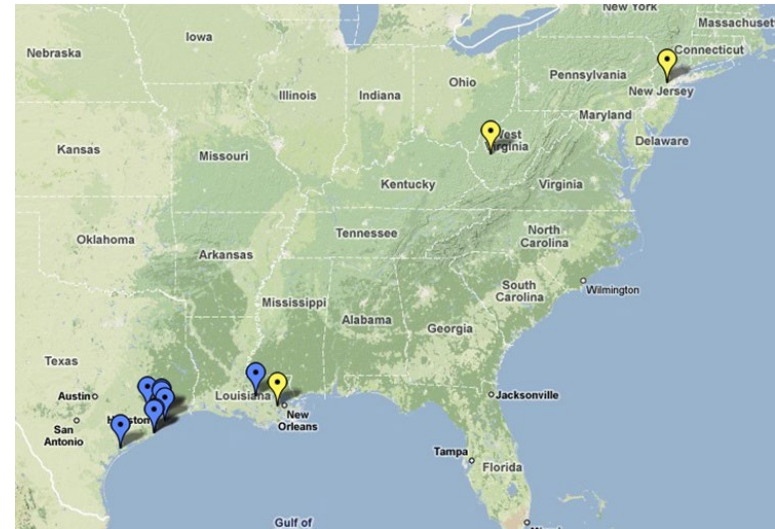 New York
Massachuset
Iowa
Nebraska
Connecticut
Pennsylvania
Ohio
New Jersey
Illinois
Indiana
Maryland
West
Virginia
Delaware
Kansas
Missouri
Kentucky
Virginia
Oklahoma
Tennessee
North
Carolina
Arkansas
South
Carolina
Wilmington
Mississippi
Alabama
Georgia
Texas
Austin
Louisiana
Jacksonville
New
Orleans
San
Antonio
Tampa
Florida
Gulf of